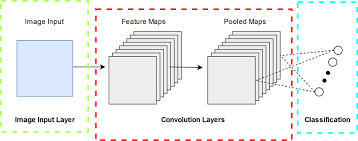 Image Input
Feature Maps
Pooled Maps
Image Input Layer
Convolution Layers
Classification